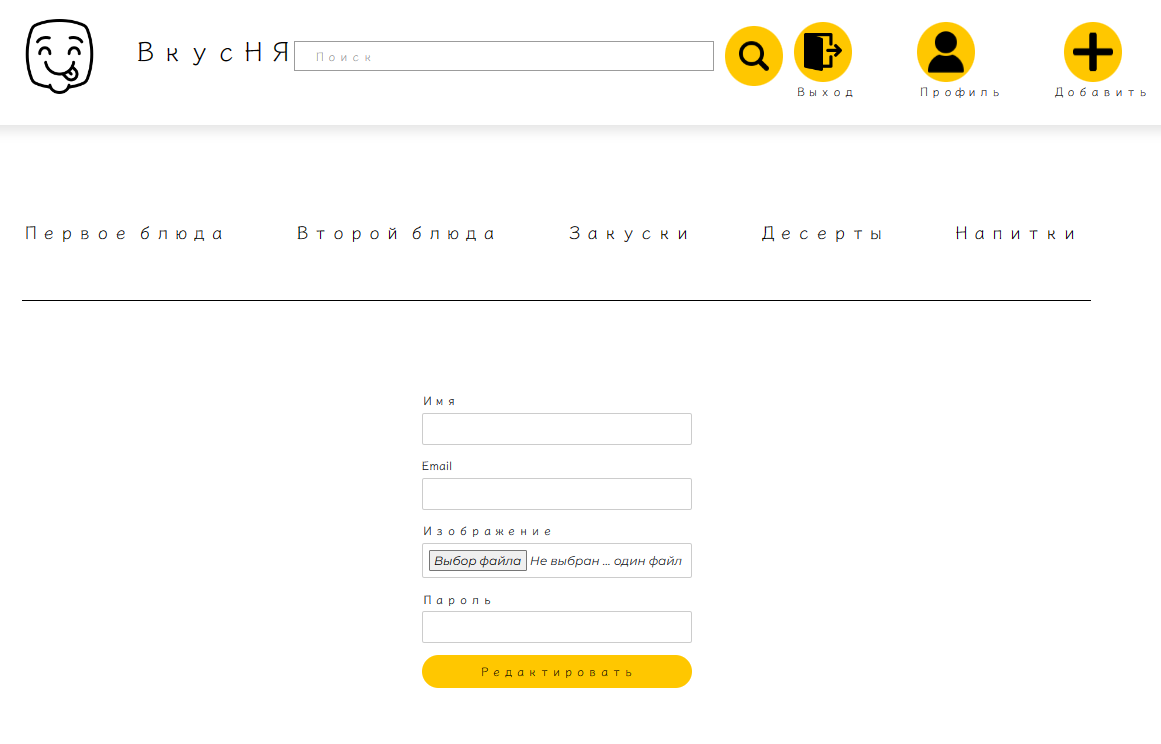 ВкусНЯ
Поиск
Выход
Профиль
Добавить
Первое блюда
Второй блюда
Закуски
Десерты
Напитки
Имя
Email
Изображение
Выбор файла Не выбран ... один файл
Пароль
Редактировать